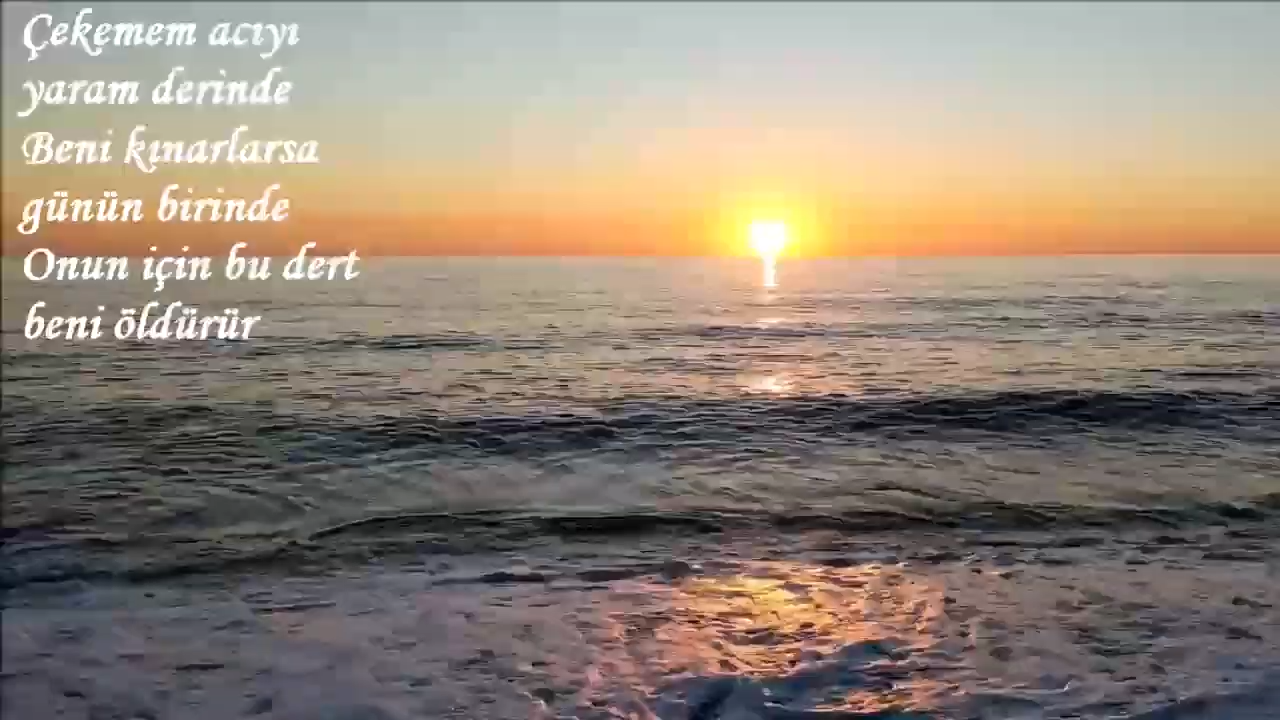 Çekemem acıyı
yaram derinde
Beni kınarlarsa
günün birinde
Onun için bu dert
beni öldürür